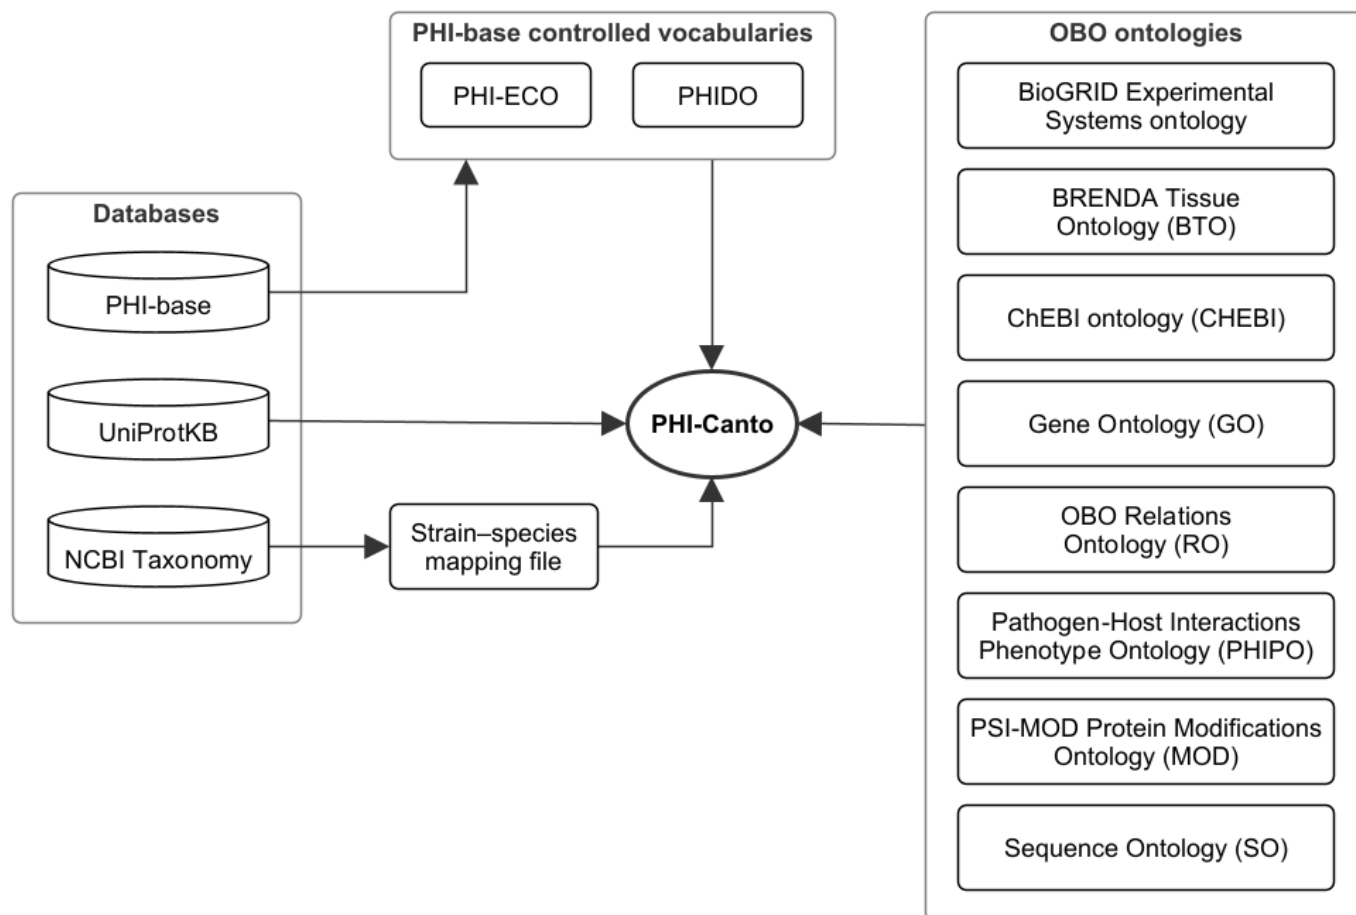 PHI-base controlled vocabularies
PHI-ECO
PHIDO
Databases
PHI-base
UniProtKB
NCBI Taxonomy
Strain–species
mapping file
PHI-Canto
OBO ontologies
BioGRID Experimental
Systems ontology
BRENDA Tissue
Ontology (BTO)
ChEBI ontology (CHEBI)
Gene Ontology (GO)
OBO Relations
Ontology (RO)
Pathogen-Host Interactions
Phenotype Ontology (PHIPO)
PSI-MOD Protein Modifications
Ontology (MOD)
Sequence Ontology (SO)